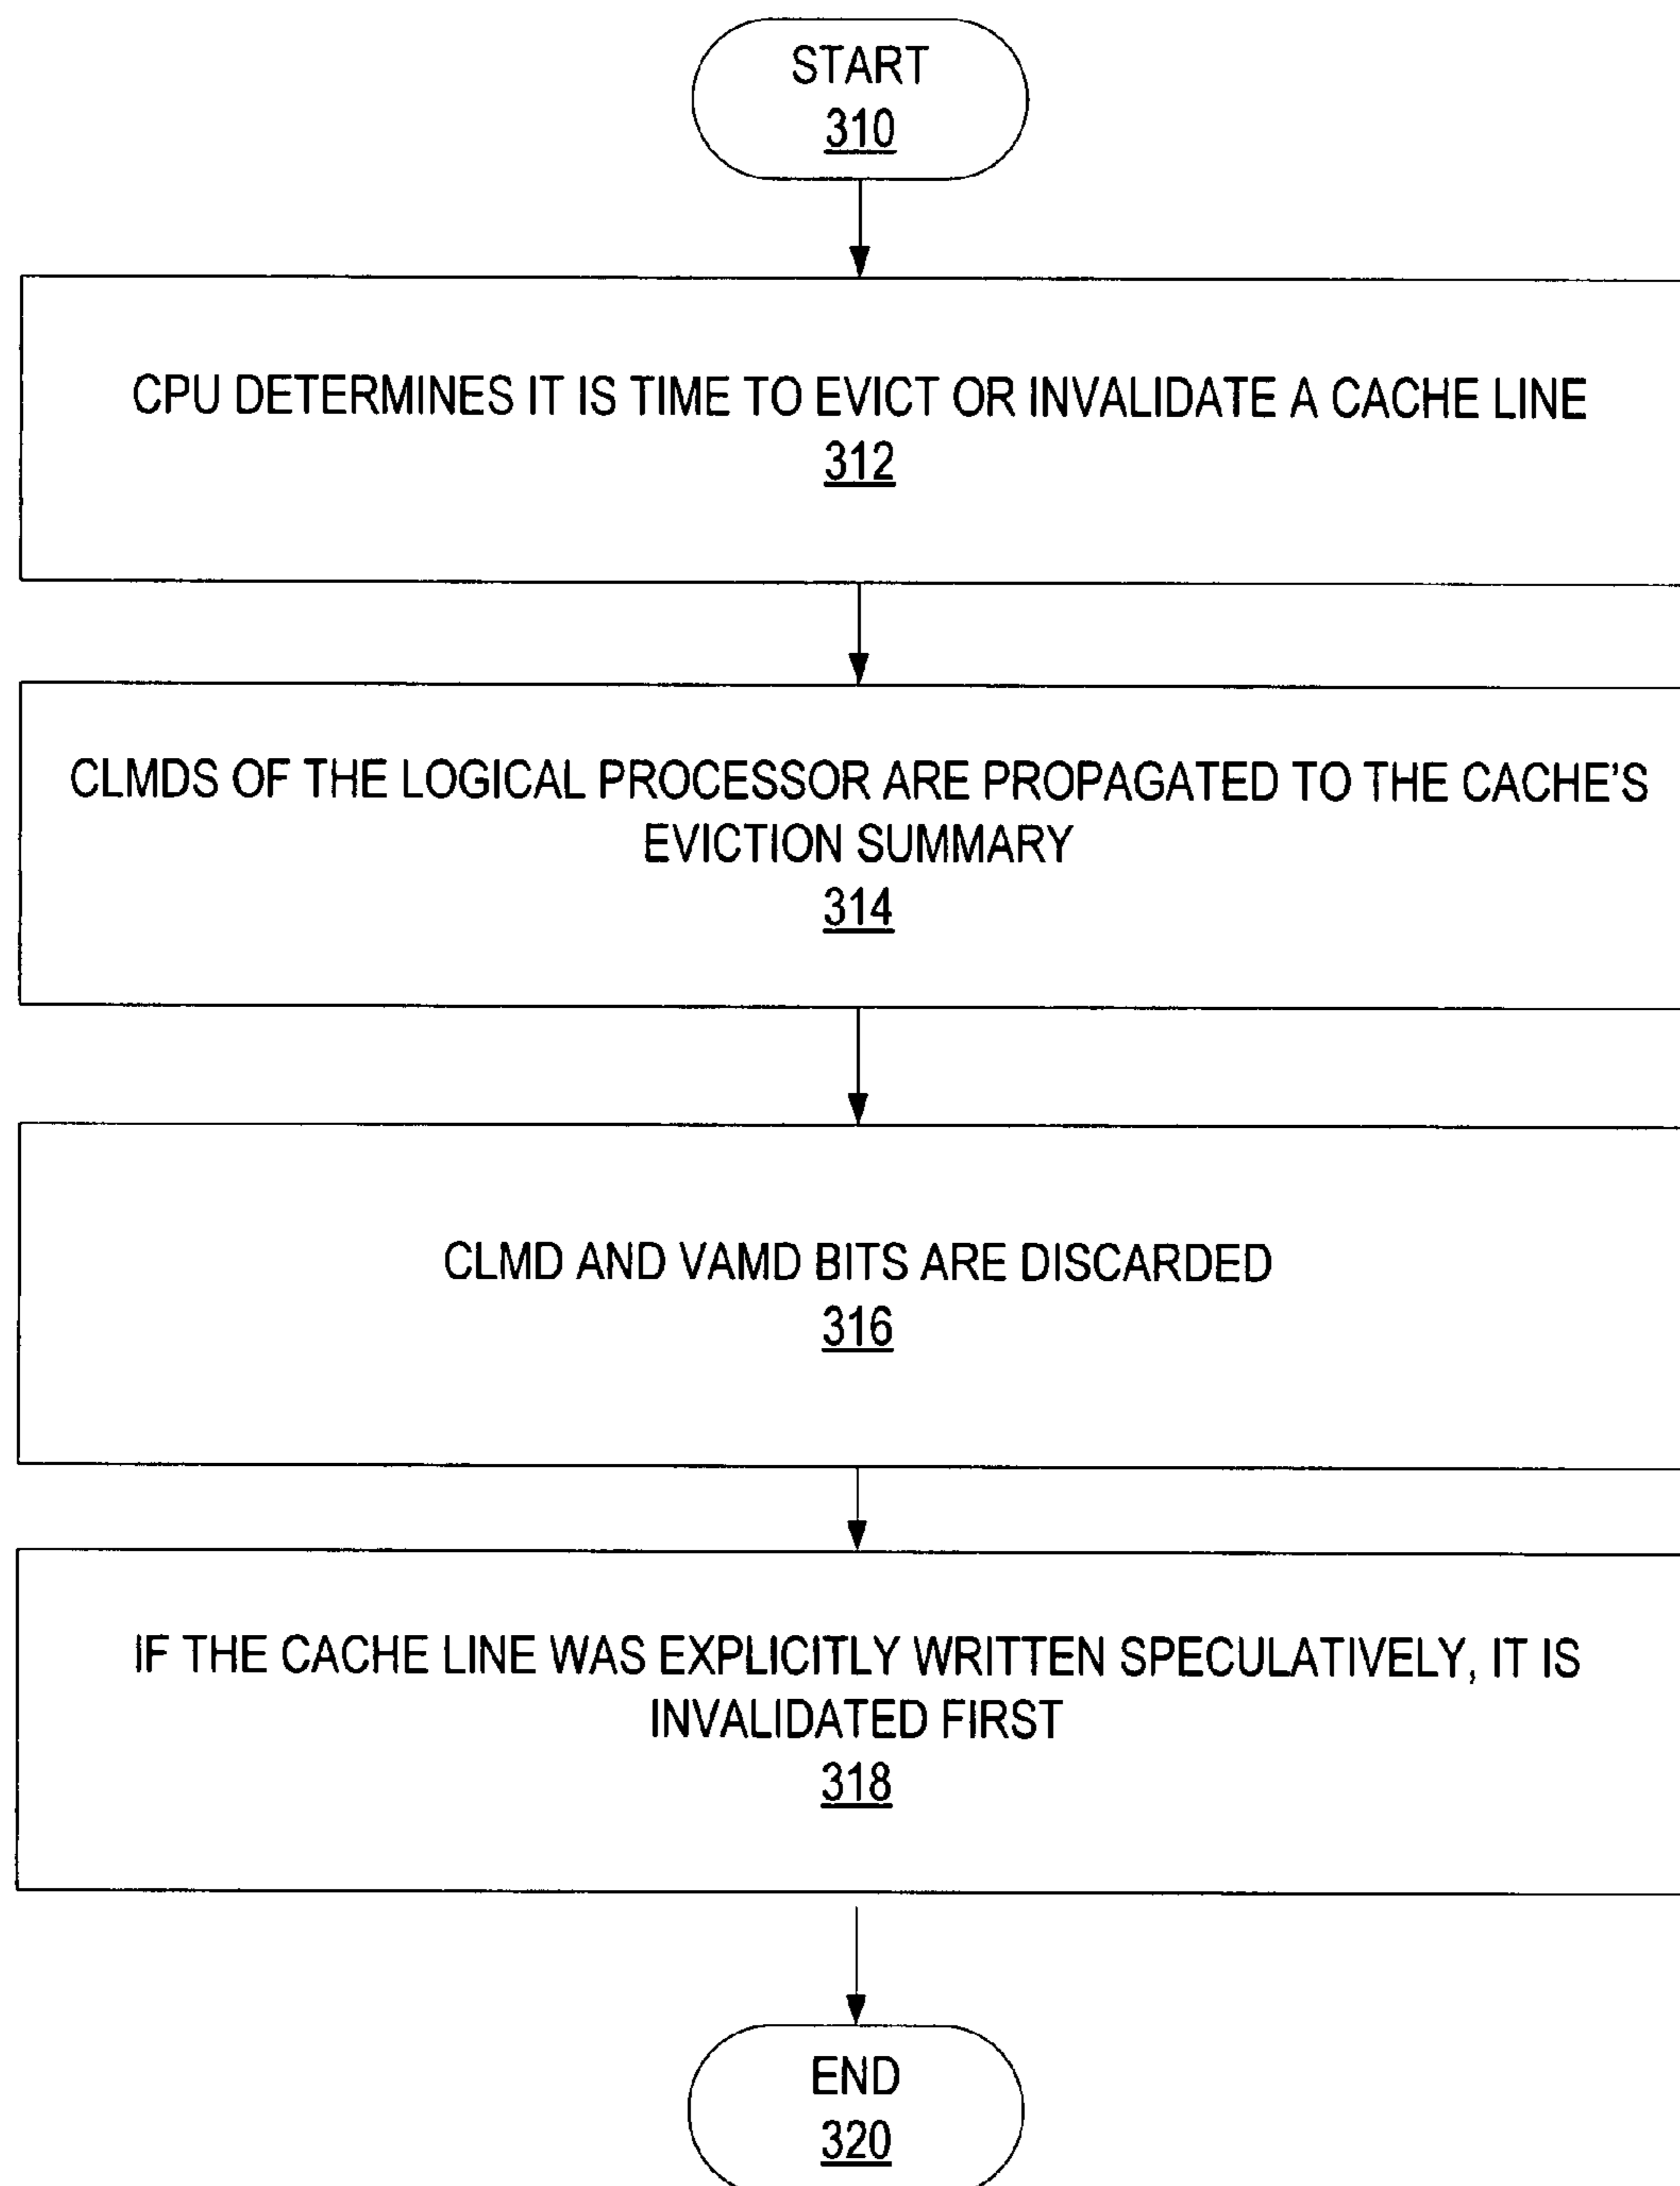 START
310
CPU DETERMINES IT IS TIME TO EVICT OR INVALIDATE A CACHE LINE
312
CLMDS OF THE LOGICAL PROCESSOR ARE PROPAGATED TO THE CACHE'S
EVICTION SUMMARY
314
CLMD AND VAMD BITS ARE DISCARDED
316
IF THE CACHE LINE WAS EXPLICITLY WRITTEN SPECULATIVELY, IT IS
INVALIDATED FIRST
318
END
320